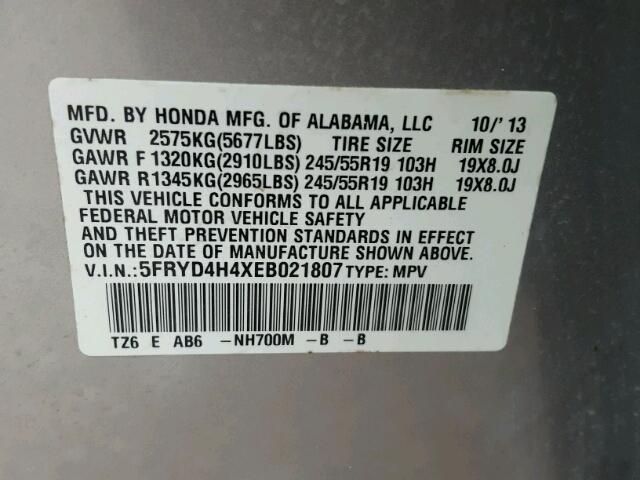 MFD. BY HONDA MFG. OF ALABAMA, LLC 10/'13
GVWR 2575KG(5677LBS) TIRE SIZE RIM SIZE
GAWR F 1320KG(2910LBS) 245/55R19 103H 19X8.0J
GAWR R 1345KG(2965LBS) 245/55R19 103H 19X8.0J
THIS VEHICLE CONFORMS TO ALL APPLICABLE
FEDERAL MOTOR VEHICLE SAFETY
AND THEFT PREVENTION STANDARDS IN EFFECT
ON THE DATE OF MANUFACTURE SHOWN ABOVE.
V.I.N.:5FRYD4H4XEB021807 TYPE: MPV
TZ6 E AB6 -NH700M -B -B